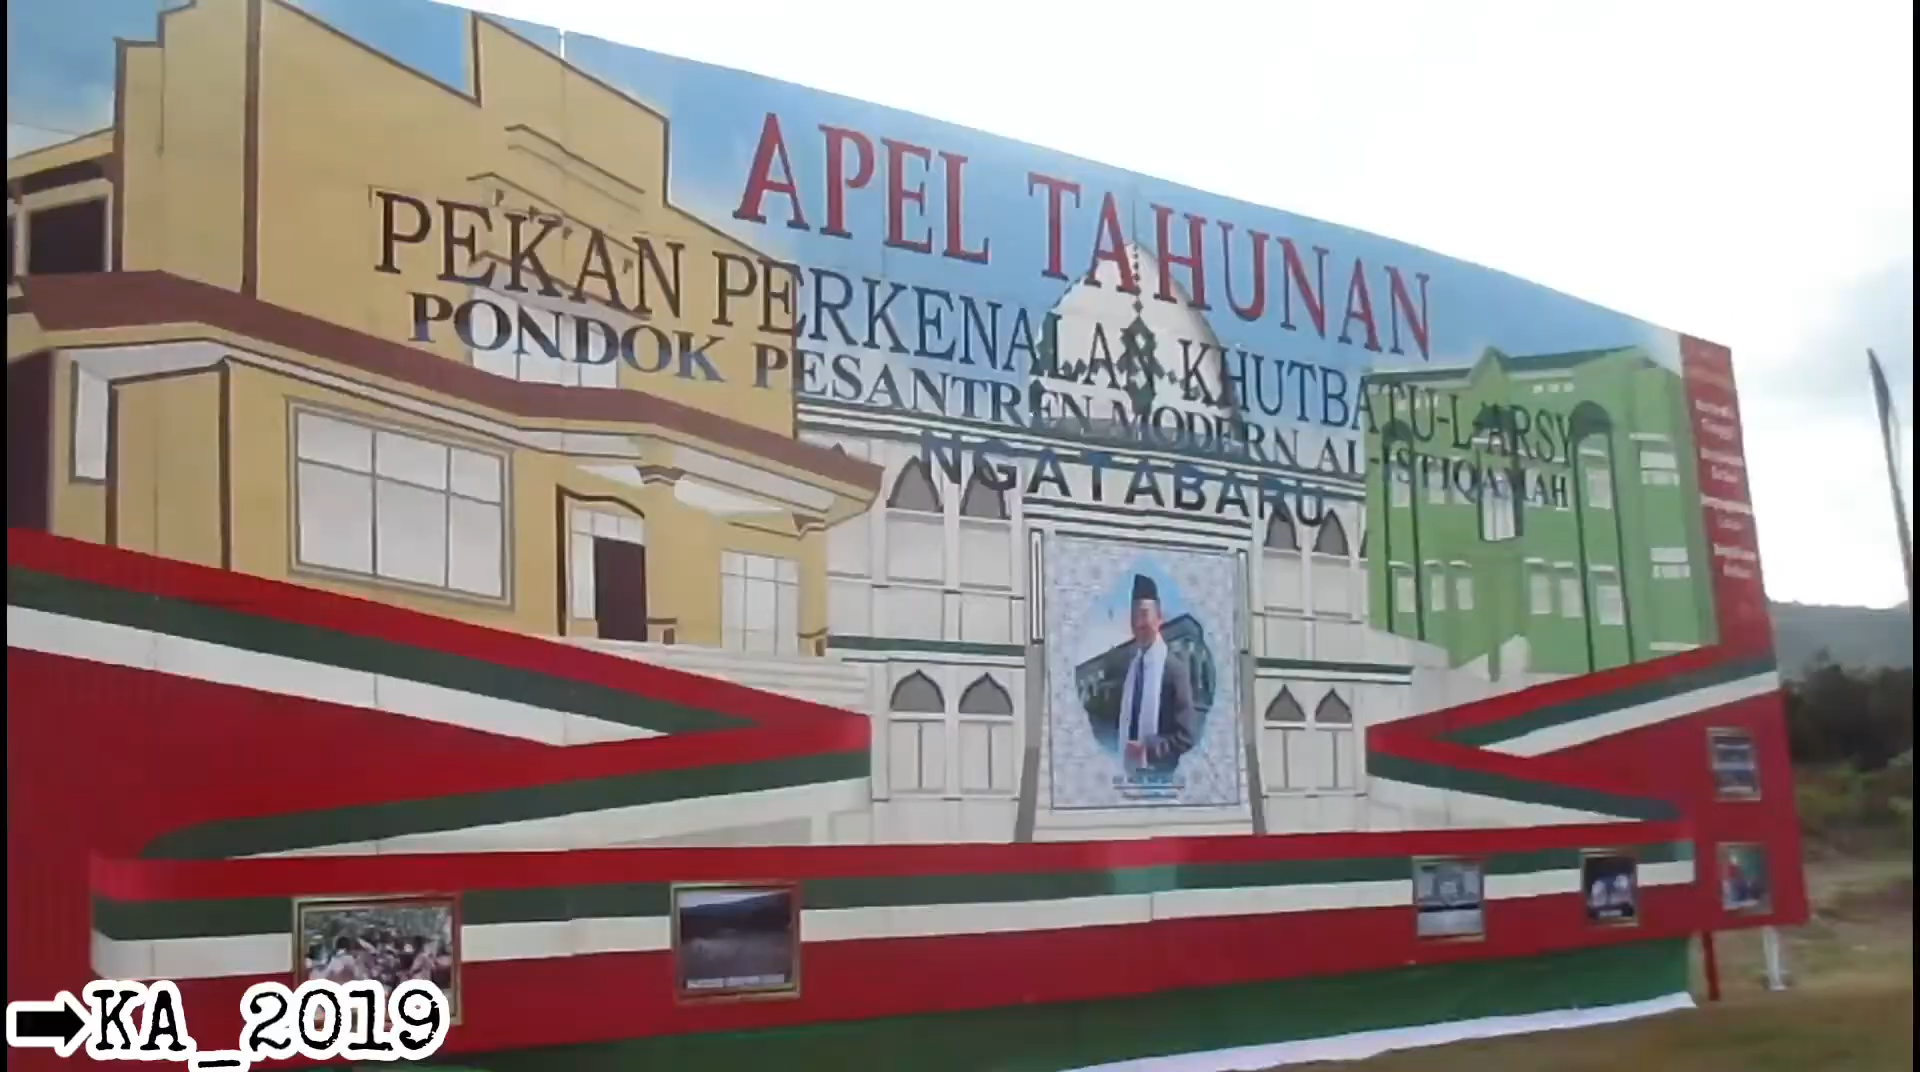 APEL TAHUNAN
PEKAN PERKENALAN KHUTBATU-L-ARSY
PONDOK PESANTREN MODERN AL-ISTIQAMAH
NGATABARU
KA_2019